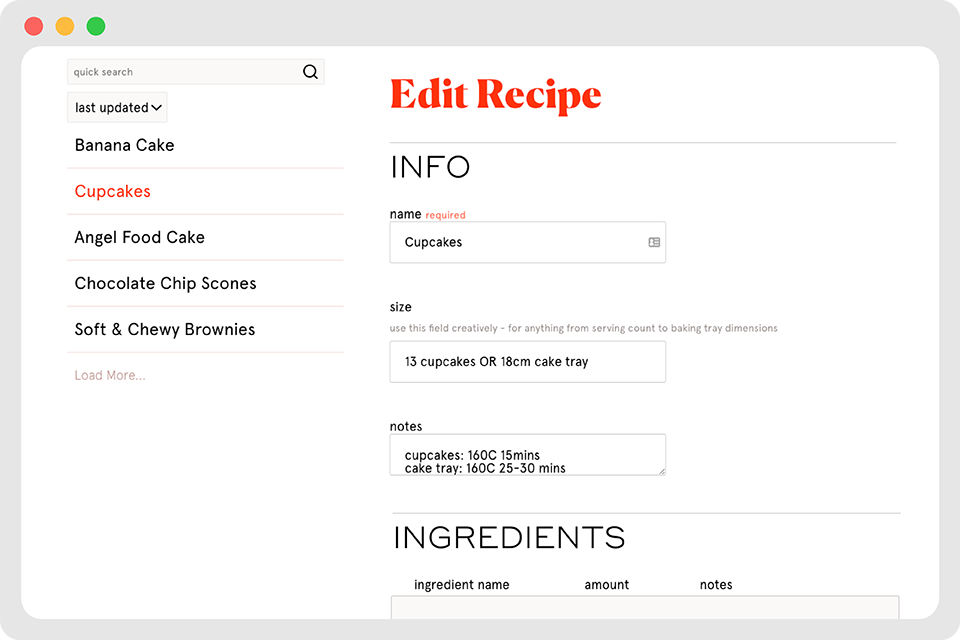 quick search
last updated
Banana Cake
Cupcakes
Angel Food Cake
Chocolate Chip Scones
Soft & Chewy Brownies
Load More...
Edit Recipe
INFO
name required
Cupcakes
size
use this field creatively - for anything from serving count to baking tray dimensions
13 cupcakes OR 18cm cake tray
notes
cupcakes: 160C 15mins
cake tray: 160C 25-30 mins
INGREDIENTS
ingredient name amount notes